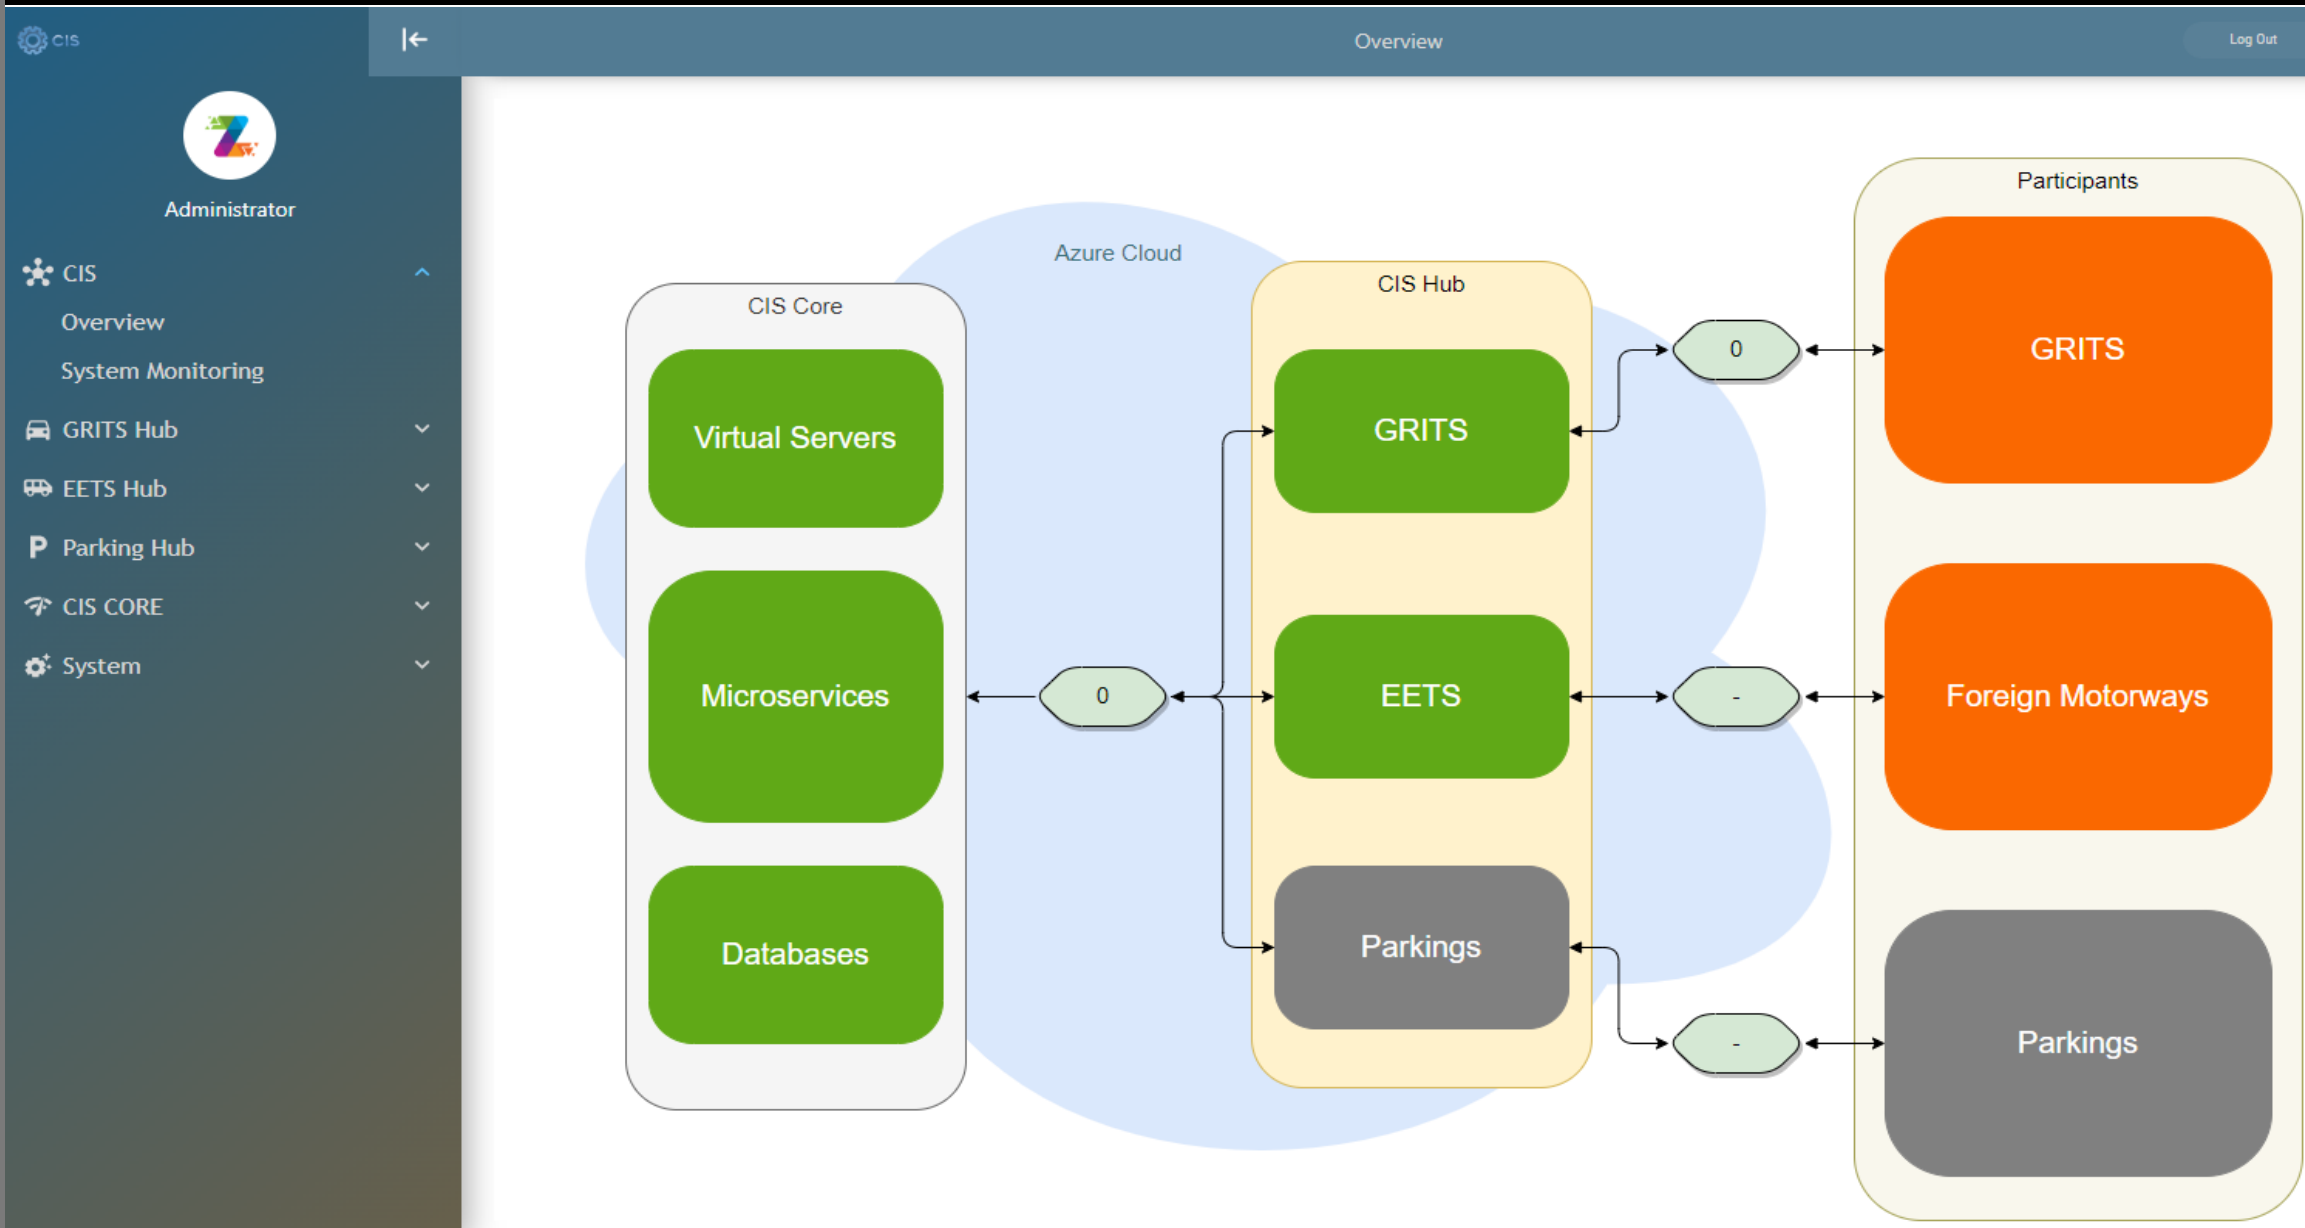 CIS
Overview
Log Out
Administrator
CIS
Overview
System Monitoring
GRITS Hub
EETS Hub
P Parking Hub
CIS CORE
System
Azure Cloud
CIS Core
Virtual Servers
Microservices
Databases
0
CIS Hub
GRITS
EETS
Parkings
0
-
-
Participants
GRITS
Foreign Motorways
Parkings